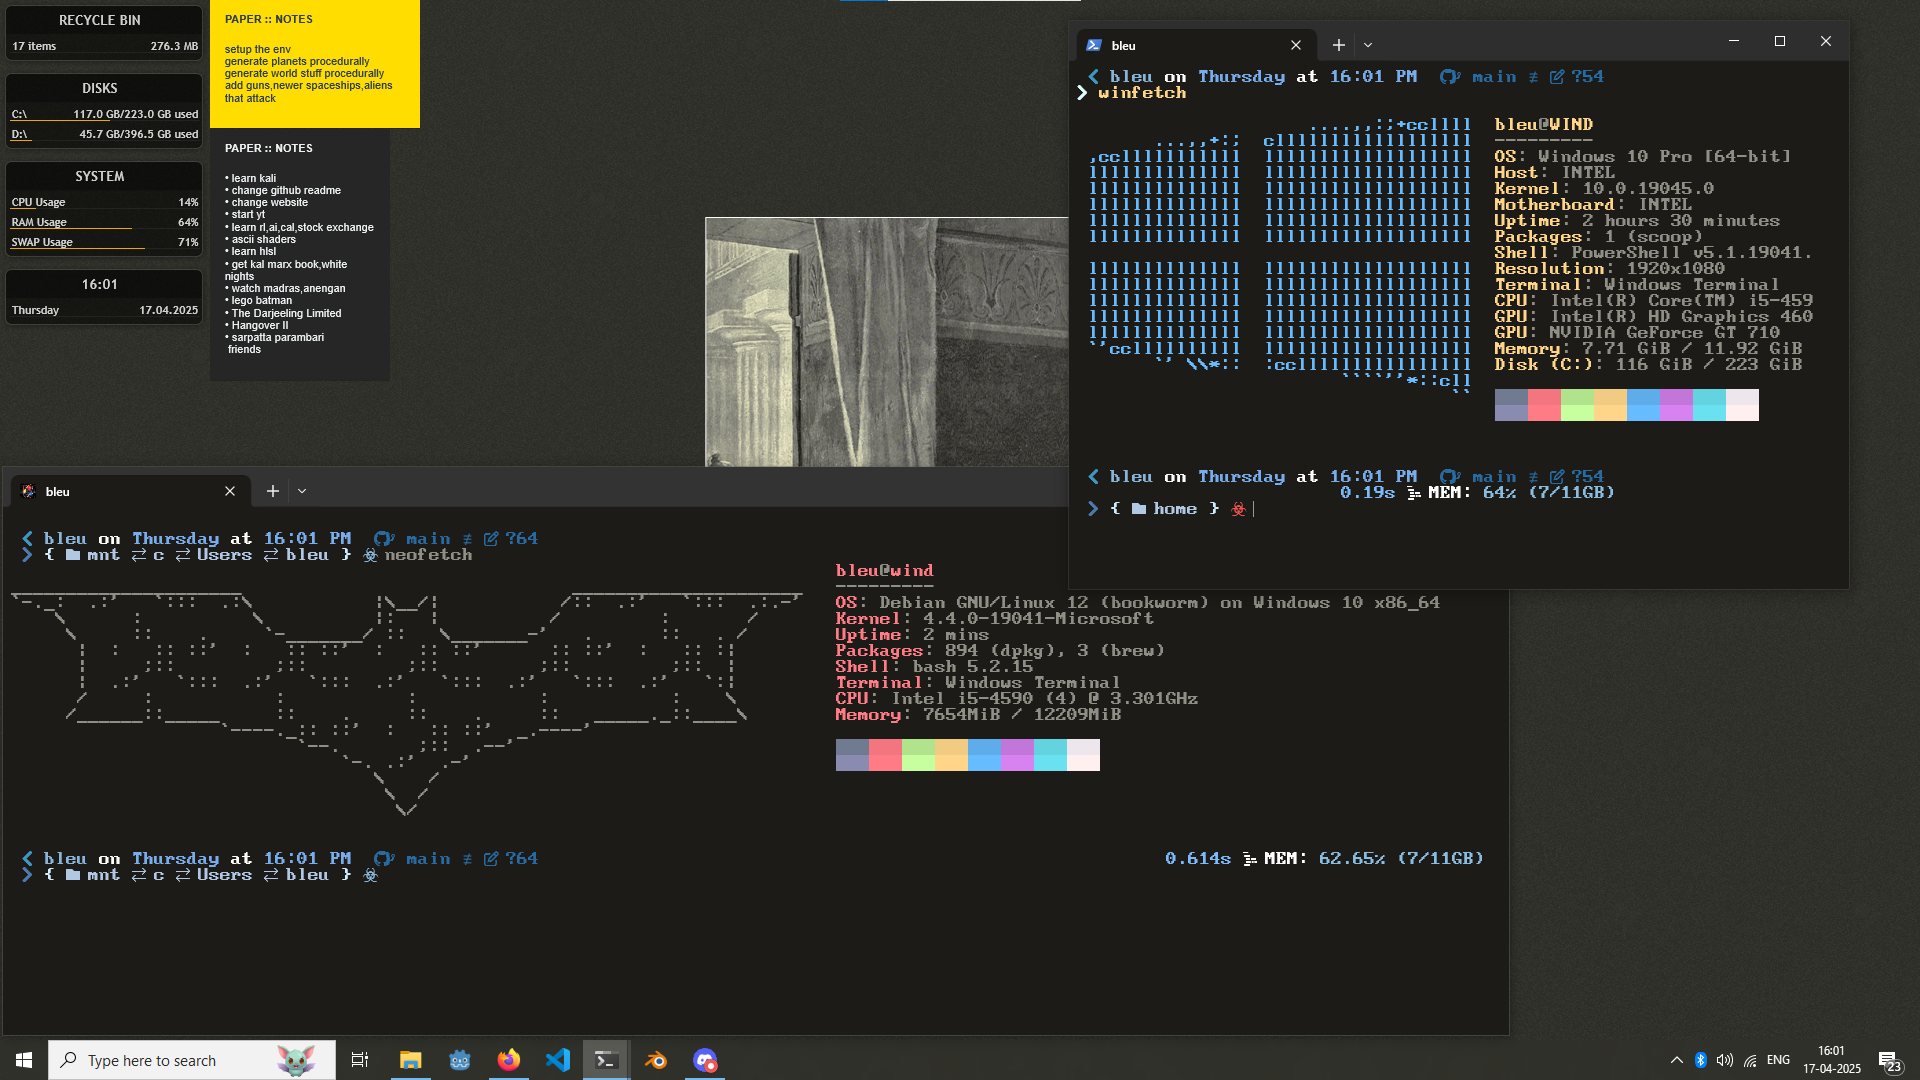 RECYCLE BIN
17 items 276.3 MB
DISKS
C:\ 117.0 GB/223.0 GB used
D:\ 45.7 GB/396.5 GB used
SYSTEM
CPU Usage 14%
RAM Usage 64%
SWAP Usage 71%
16:01
Thursday 17.04.2025
PAPER :: NOTES
setup the env
generate planets procedurally
generate world stuff procedurally
add guns,newer spaceships,aliens
that attack
PAPER :: NOTES
• learn kali
• change github readme
• change website
• start yt
• learn rl,ai,cal,stock exchange
• ascii shaders
• learn hlsl
• get kal marx book,white
nights
• watch madras,anengan
• lego batman
• The Darjeeling Limited
• Hangover II
• sarpatta parambari
friends
bleu
bleu on Thursday at 16:01 PM main ≢ ?54
winfetch
bleu@WIND
---------
OS: Windows 10 Pro [64-bit]
Host: INTEL
Kernel: 10.0.19045.0
Motherboard: INTEL
Uptime: 2 hours 30 minutes
Packages: 1 (scoop)
Shell: PowerShell v5.1.19041.
Resolution: 1920x1080
Terminal: Windows Terminal
CPU: Intel(R) Core(TM) i5-459
GPU: Intel(R) HD Graphics 460
GPU: NVIDIA GeForce GT 710
Memory: 7.71 GiB / 11.92 GiB
Disk (C:): 116 GiB / 223 GiB
bleu on Thursday at 16:01 PM main ≢ ?54
0.19s MEM: 64% (7/11GB)
{ home }
bleu
bleu on Thursday at 16:01 PM main ≢ ?64
{ mnt ⇄ c ⇄ Users ⇄ bleu } neofetch
bleu@wind
---------
OS: Debian GNU/Linux 12 (bookworm) on Windows 10 x86_64
Kernel: 4.4.0-19041-Microsoft
Uptime: 2 mins
Packages: 894 (dpkg), 3 (brew)
Shell: bash 5.2.15
Terminal: Windows Terminal
CPU: Intel i5-4590 (4) @ 3.301GHz
Memory: 7654MiB / 12209MiB
bleu on Thursday at 16:01 PM main ≢ ?64 0.614s MEM: 62.65% (7/11GB)
{ mnt ⇄ c ⇄ Users ⇄ bleu }
Type here to search
ENG
16:01
17-04-2025
23